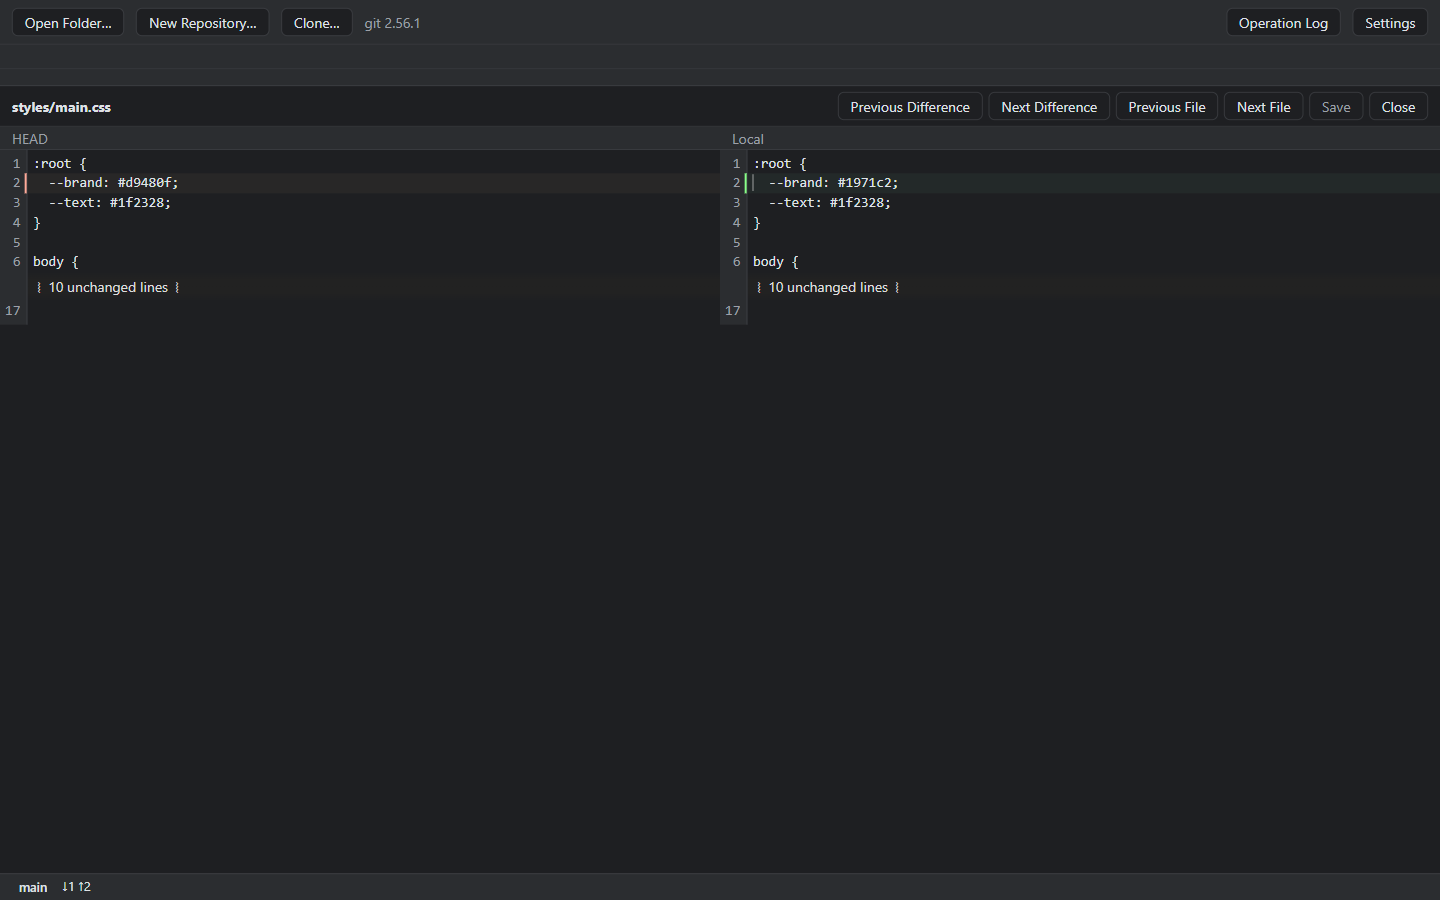 Open Folder... New Repository... Clone... git 2.56.1 Operation Log Settings
styles/main.css Previous Difference Next Difference Previous File Next File Save Close
HEAD Local
1 :root { 1 :root {
2 --brand: #d9480f; 2 --brand: #1971c2;
3 --text: #1f2328; 3 --text: #1f2328;
4 } 4 }
5 5
6 body { 6 body {
10 unchanged lines 10 unchanged lines
17 17
main ↓1 ↑2